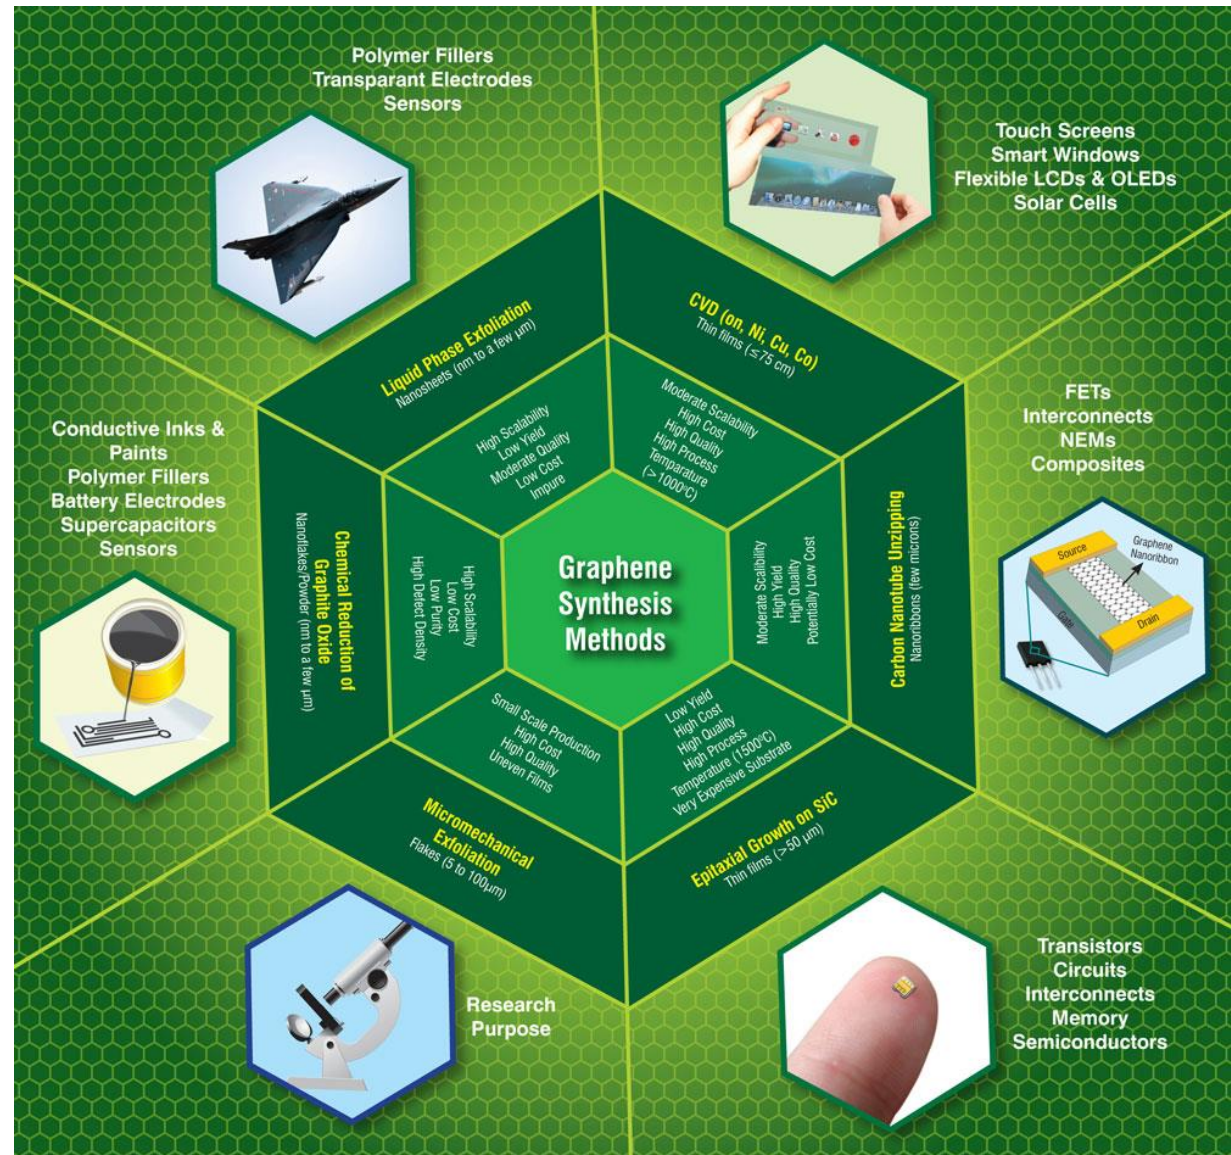 Polymer Fillers
Transparant Electrodes
Sensors
Touch Screens
Smart Windows
Flexible LCDs & OLEDs
Solar Cells
Liquid Phase Exfoliation
Nanosheets (nm to a few µm)
High Scalability
Low Yield
Moderate Quality
Low Cost
Impure
CVD (on, Ni, Cu, Co)
Thin films (≤75 cm)
Moderate Scalability
High Cost
High Quality
High Process
Temparature
(>1000ºC)
FETs
Interconnects
NEMs
Composites
Source
Graphene
Nanoribbon
Gate
Drain
Carbon Nanotube Unzipping
Nanoribbons (few microns)
Moderate Scalibility
High Yield
High Quality
Potentially Low Cost
Graphene
Synthesis
Methods
Conductive Inks &
Paints
Polymer Fillers
Battery Electrodes
Supercapacitors
Sensors
Chemical Reduction of
Graphite Oxide
Nanoflakes/Powder (nm to a few µm)
High Scalability
Low Cost
Low Purity
High Defect Density
Small Scale Production
High Cost
High Quality
Uneven Films
Micromechanical
Exfoliation
Flakes (5 to 100µm)
Research
Purpose
Low Yield
High Cost
High Quality
High Process
Temperature (1500ºC)
Very Expensive Substrate
Epitaxial Growth on SiC
Thin films (>50 µm)
Transistors
Circuits
Interconnects
Memory
Semiconductors